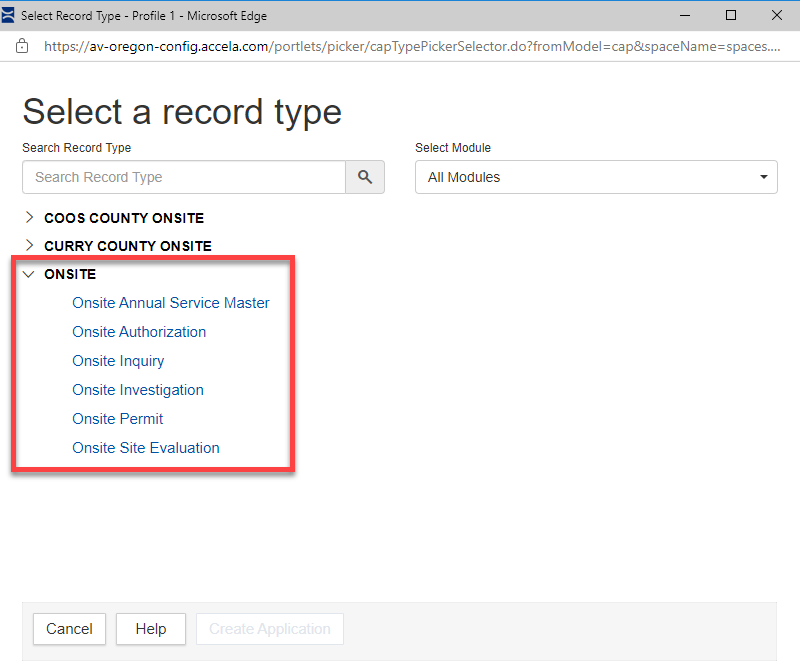 Select Record Type - Profile 1 - Microsoft Edge
https://av-oregon-config.accela.com/portlets/picker/capTypePickerSelector.do?fromModel=cap&spaceName=spaces....
Select a record type
Search Record Type
Select Module
Search Record Type
All Modules
COOS COUNTY ONSITE
CURRY COUNTY ONSITE
ONSITE
Onsite Annual Service Master
Onsite Authorization
Onsite Inquiry
Onsite Investigation
Onsite Permit
Onsite Site Evaluation
Cancel
Help
Create Application